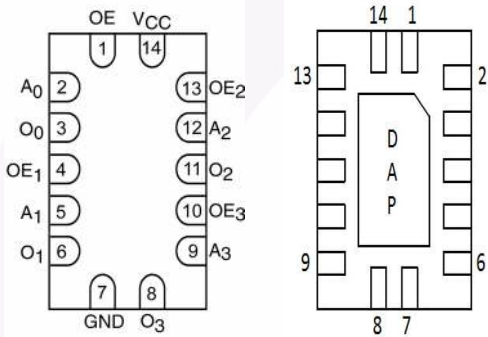 OE VCC
1 14
A0 2 13 OE2
O0 3 12 A2
OE1 4 11 O2
A1 5 10 OE3
O1 6 9 A3
7 8
GND O3
14 1
13 2
D
A
P
9 6
8 7